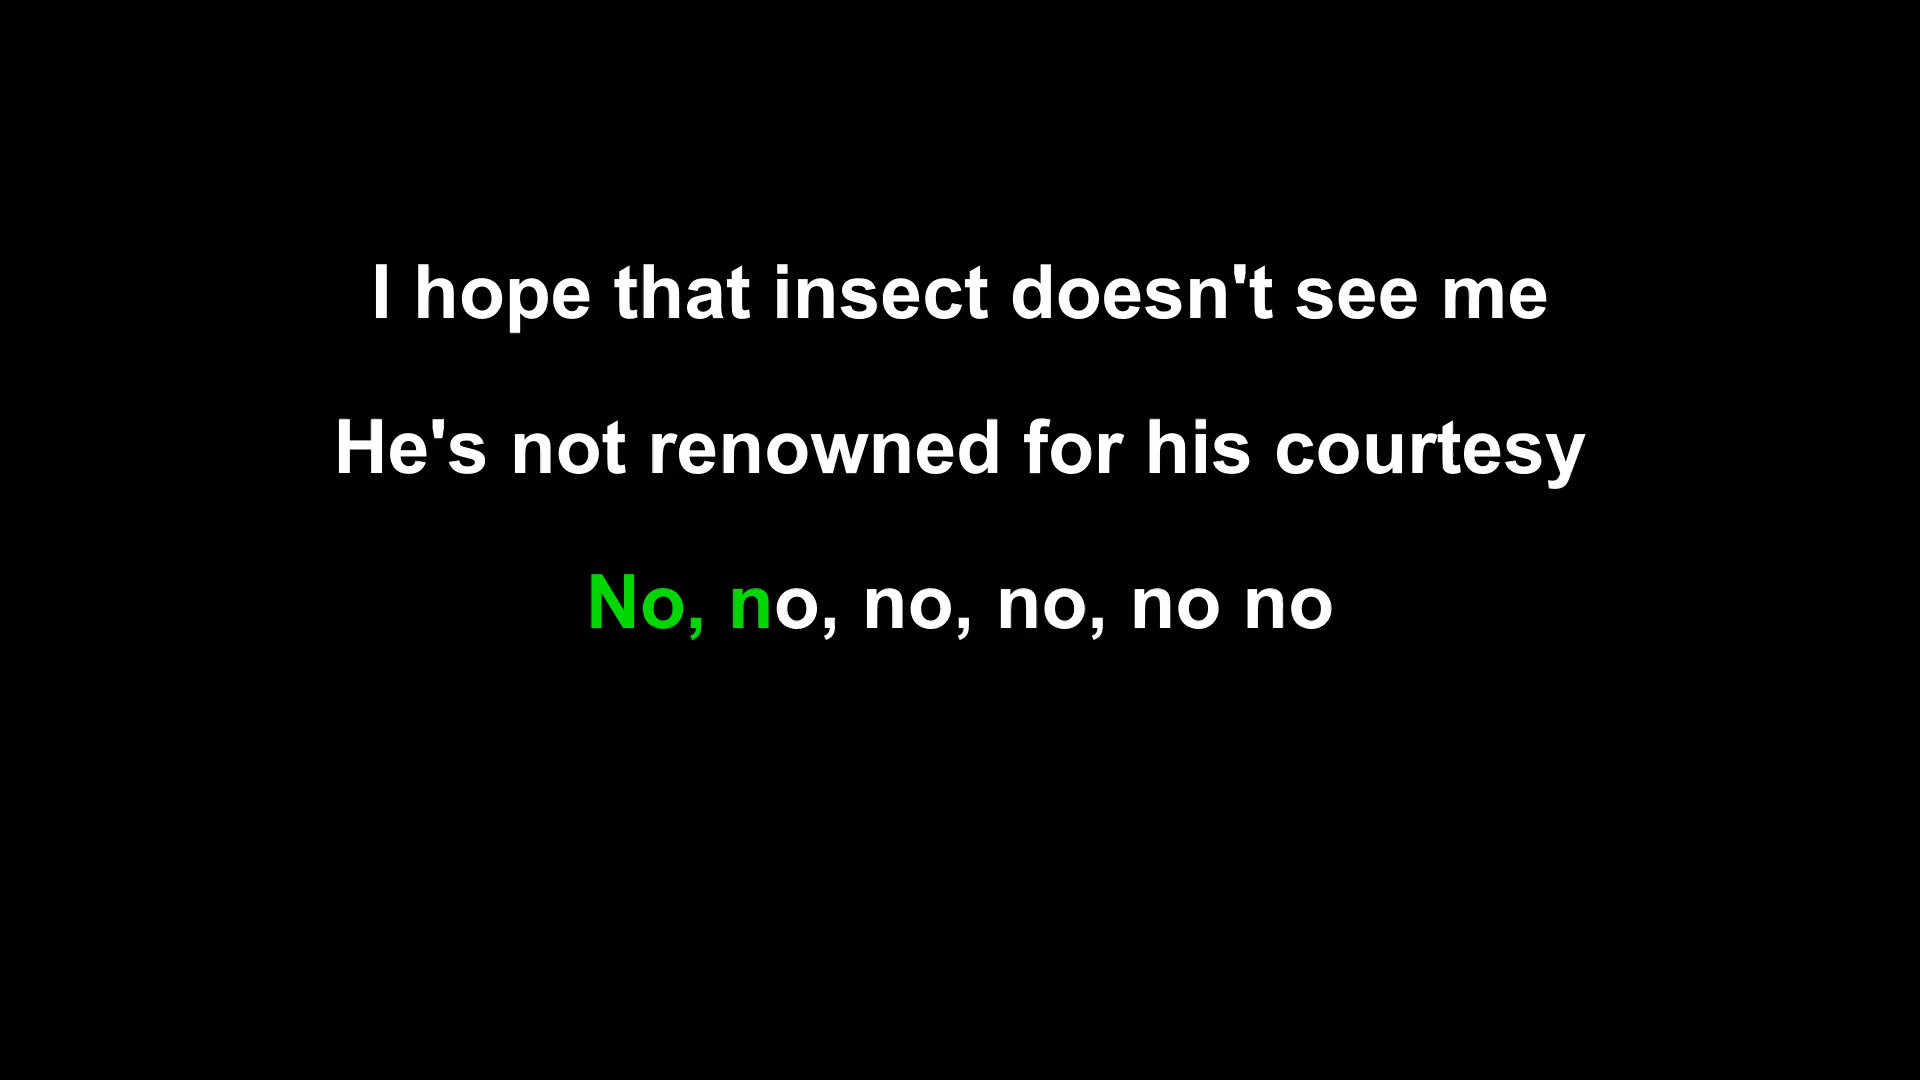 I hope that insect doesn't see me
He's not renowned for his courtesy
No, no, no, no, no no